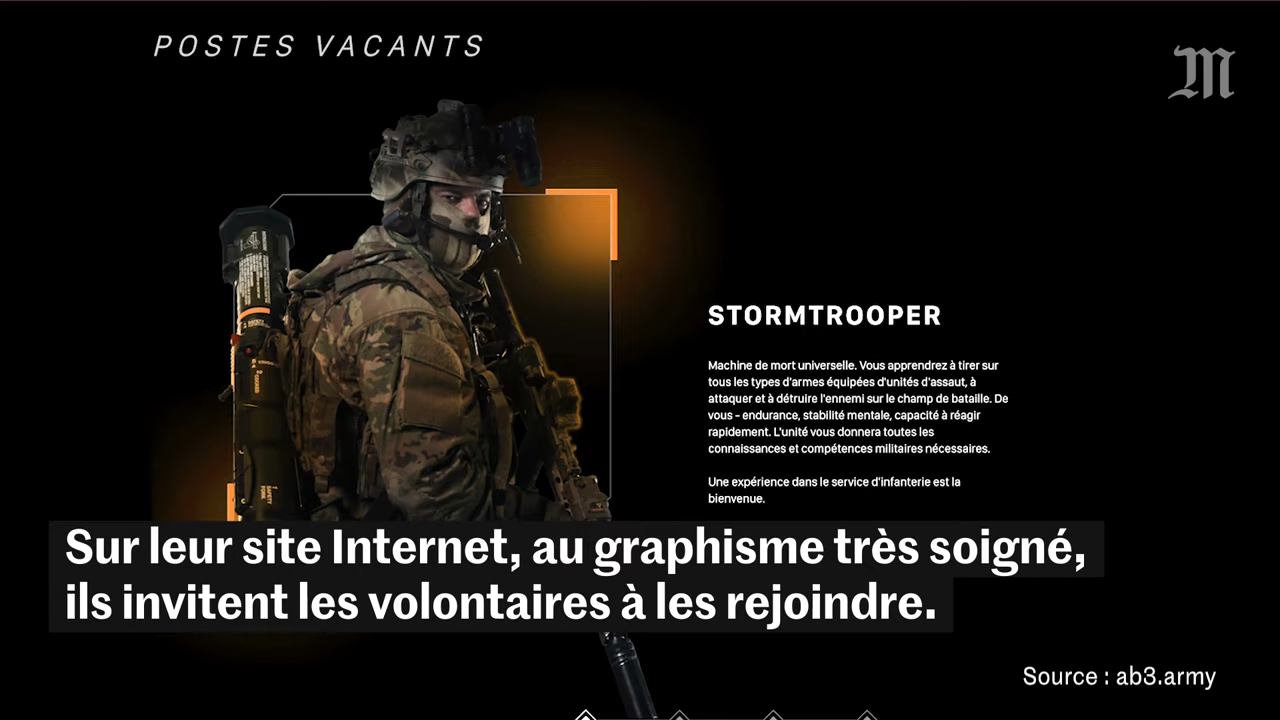 POSTES VACANTS
M
STORMTROOPER
Machine de mort universelle. Vous apprendrez à tirer sur
tous les types d'armes équipées d'unités d'assaut, à
attaquer et à détruire l'ennemi sur le champ de bataille. De
vous - endurance, stabilité mentale, capacité à réagir
rapidement. L'unité vous donnera toutes les
connaissances et compétences militaires nécessaires.
Une expérience dans le service d'infanterie est la
bienvenue.
Sur leur site Internet, au graphisme très soigné,
ils invitent les volontaires à les rejoindre.
Source : ab3.army